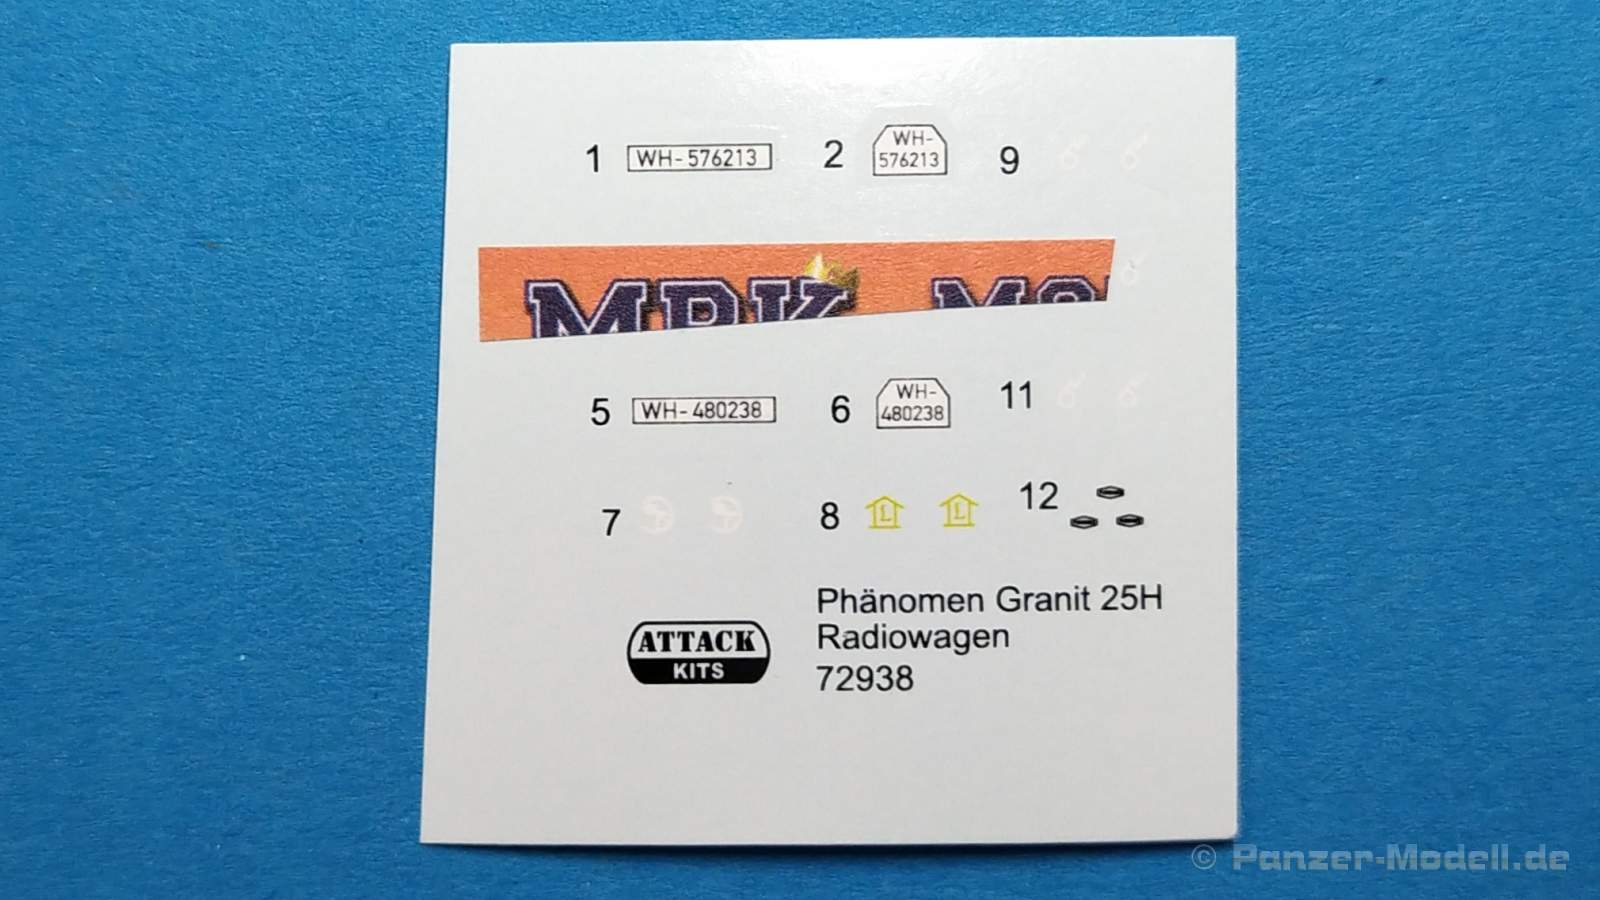 1 WH-576213 2 WH-
576213 9
5 WH-480238 6 WH-
480238 11
7 8 L L 12
ATTACK
KITS
Phänomen Granit 25H
Radiowagen
72938
© Panzer-Modell.de